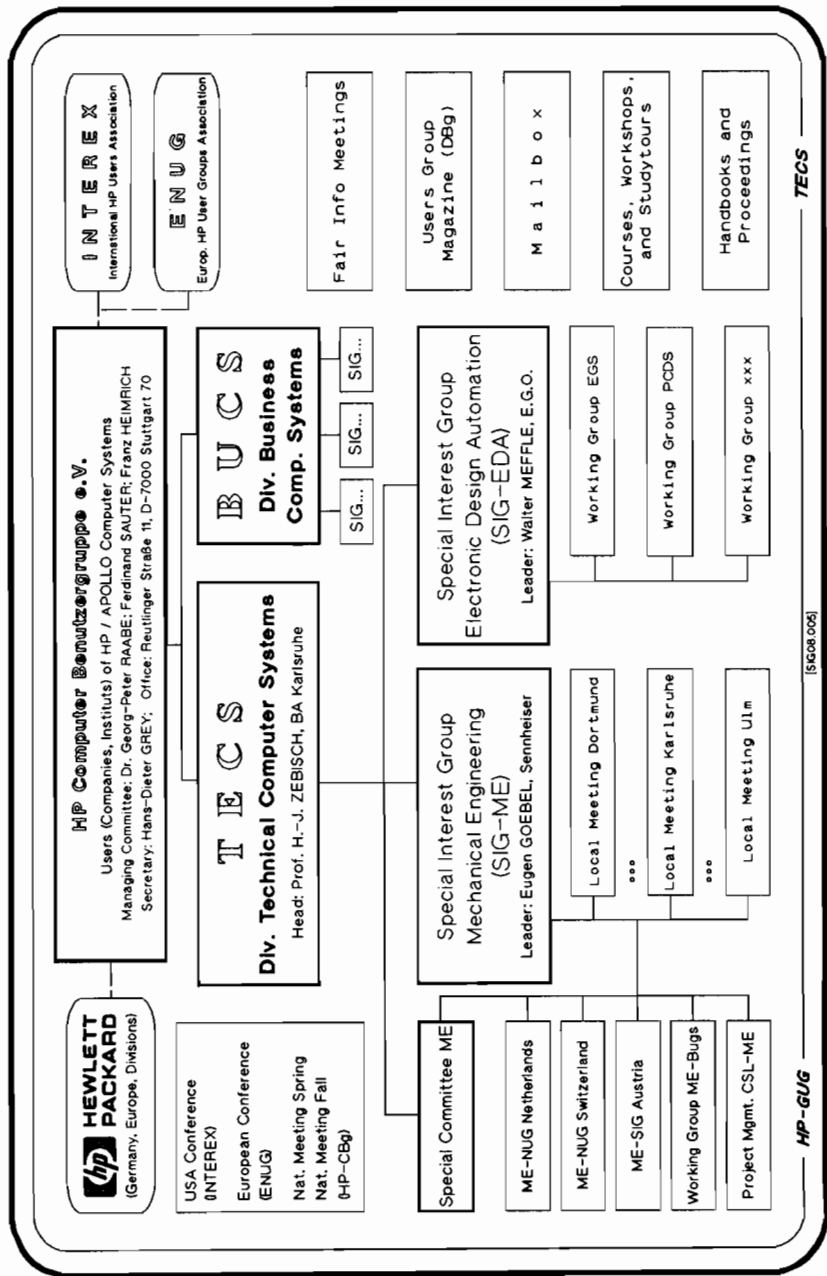 hp HEWLETT
PACKARD
(Germany, Europe, Divisions)
HP Computer Benutzergruppe e.V.
Users (Companies, Instituts) of HP / APOLLO Computer Systems
Managing Committee: Dr. Georg-Peter RAABE; Ferdinand SAUTER; Franz HEIMRICH
Secretary: Hans-Dieter GREY; Office: Reutlinger Straße 11, D-7000 Stuttgart 70
INTEREX
International HP Users Association
ENUG
Europ. HP User Groups Association
USA Conference
(INTEREX)
European Conference
(ENUG)
Nat. Meeting Spring
Nat. Meeting Fall
(HP-CBg)
TECS
Div. Technical Computer Systems
Head: Prof. H.-J. ZEBISCH, BA Karlsruhe
BUCS
Div. Business
Comp. Systems
SIG...
SIG...
SIG...
Fair Info Meetings
Users Group
Magazine (DBg)
Mailbox
Courses, Workshops,
and Studytours
Handbooks and
Proceedings
Special Committee ME
ME-NUG Netherlands
ME-NUG Switzerland
ME-SIG Austria
Working Group ME-Bugs
Project Mgmt. CSL-ME
Special Interest Group
Mechanical Engineering
(SIG-ME)
Leader: Eugen GOEBEL, Sennheiser
Local Meeting Dortmund
...
Local Meeting Karlsruhe
...
Local Meeting Ulm
Special Interest Group
Electronic Design Automation
(SIG-EDA)
Leader: Walter MEFFLE, E.G.O.
Working Group EGS
Working Group PCDS
Working Group xxx
HP-GUG
[SIG08.005]
TECS